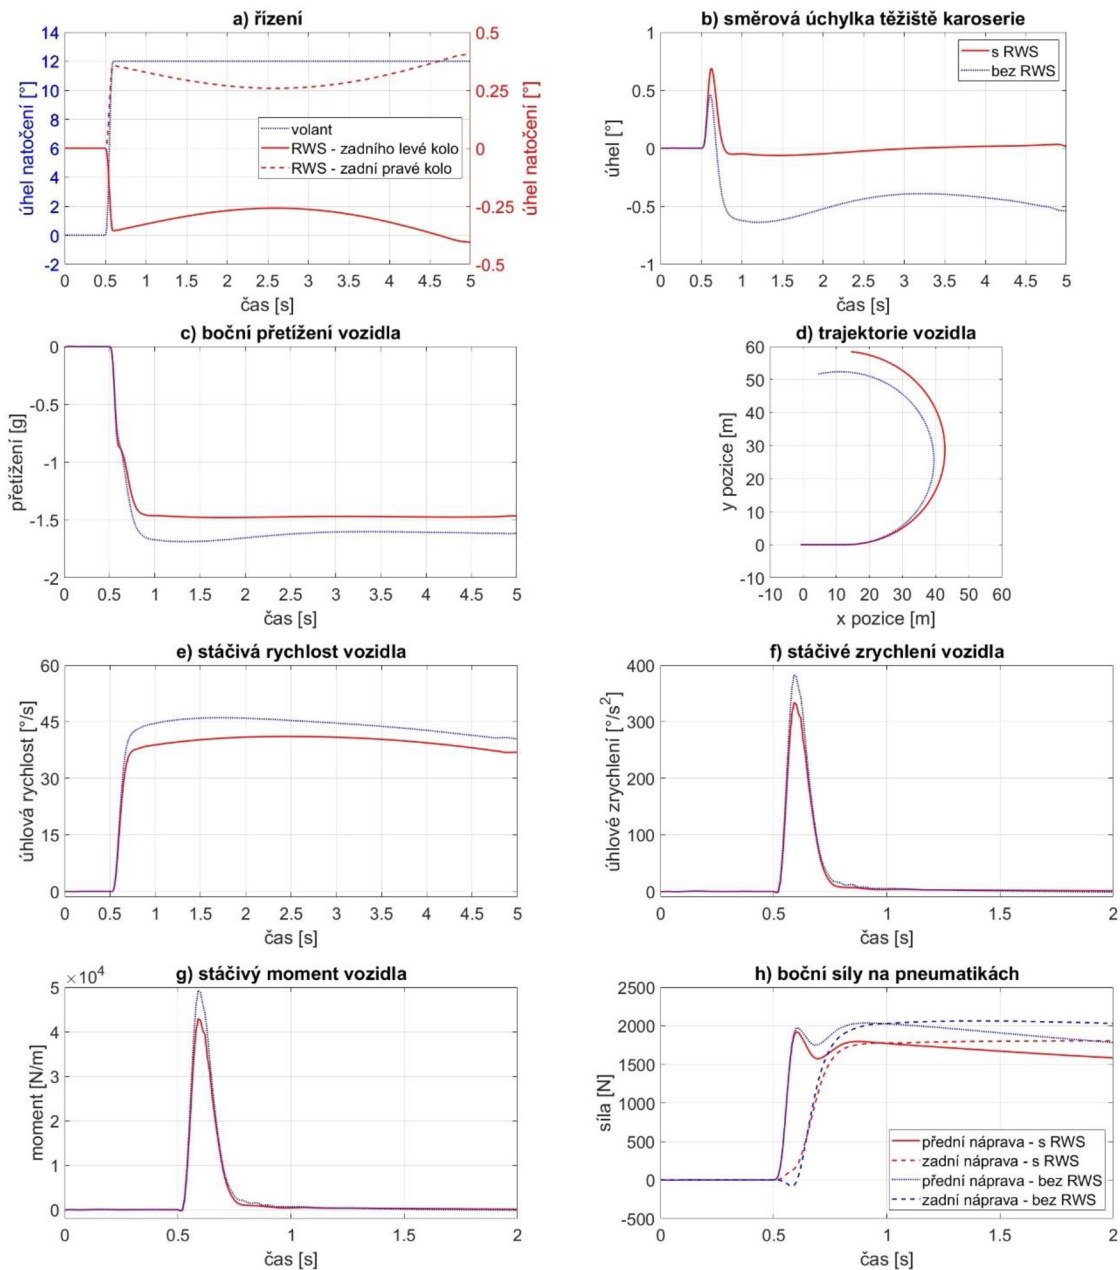 a) řízení
14
12
10
8
6
4
2
0
-2
úhel natočení [°]
0.5
0.25
0
-0.25
-0.5
úhel natočení [°]
volant
RWS - zadního levé kolo
RWS - zadní pravé kolo
0 0.5 1 1.5 2 2.5 3 3.5 4 4.5 5
čas [s]
b) směrová úchylka těžiště karoserie
1
0.5
0
-0.5
-1
úhel [°]
s RWS
bez RWS
0 0.5 1 1.5 2 2.5 3 3.5 4 4.5 5
čas [s]
c) boční přetížení vozidla
0
-0.5
-1
-1.5
-2
přetížení [g]
0 0.5 1 1.5 2 2.5 3 3.5 4 4.5 5
čas [s]
d) trajektorie vozidla
60
50
40
30
20
10
0
-10
y pozice [m]
-10 0 10 20 30 40 50 60
x pozice [m]
e) stáčivá rychlost vozidla
60
45
30
15
0
úhlová rychlost [°/s]
0 0.5 1 1.5 2 2.5 3 3.5 4 4.5 5
čas [s]
f) stáčivé zrychlení vozidla
400
300
200
100
0
úhlové zrychlení [°/s²]
0 0.5 1 1.5 2
čas [s]
g) stáčivý moment vozidla
×10⁴
5
4
3
2
1
0
moment [N/m]
0 0.5 1 1.5 2
čas [s]
h) boční síly na pneumatikách
2500
2000
1500
1000
500
0
-500
síla [N]
přední náprava - s RWS
zadní náprava - s RWS
přední náprava - bez RWS
zadní náprava - bez RWS
0 0.5 1 1.5 2
čas [s]